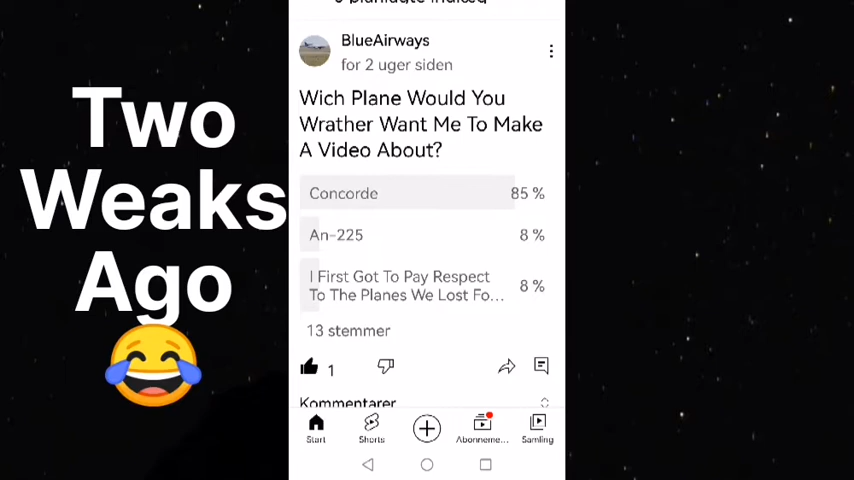 Two
Weaks
Ago
BlueAirways
for 2 uger siden
Wich Plane Would You
Wrather Want Me To Make
A Video About?
Concorde 85 %
An-225 8 %
I First Got To Pay Respect
To The Planes We Lost Fo... 8 %
13 stemmer
1
Kommentarer
Start Shorts Abonneme... Samling